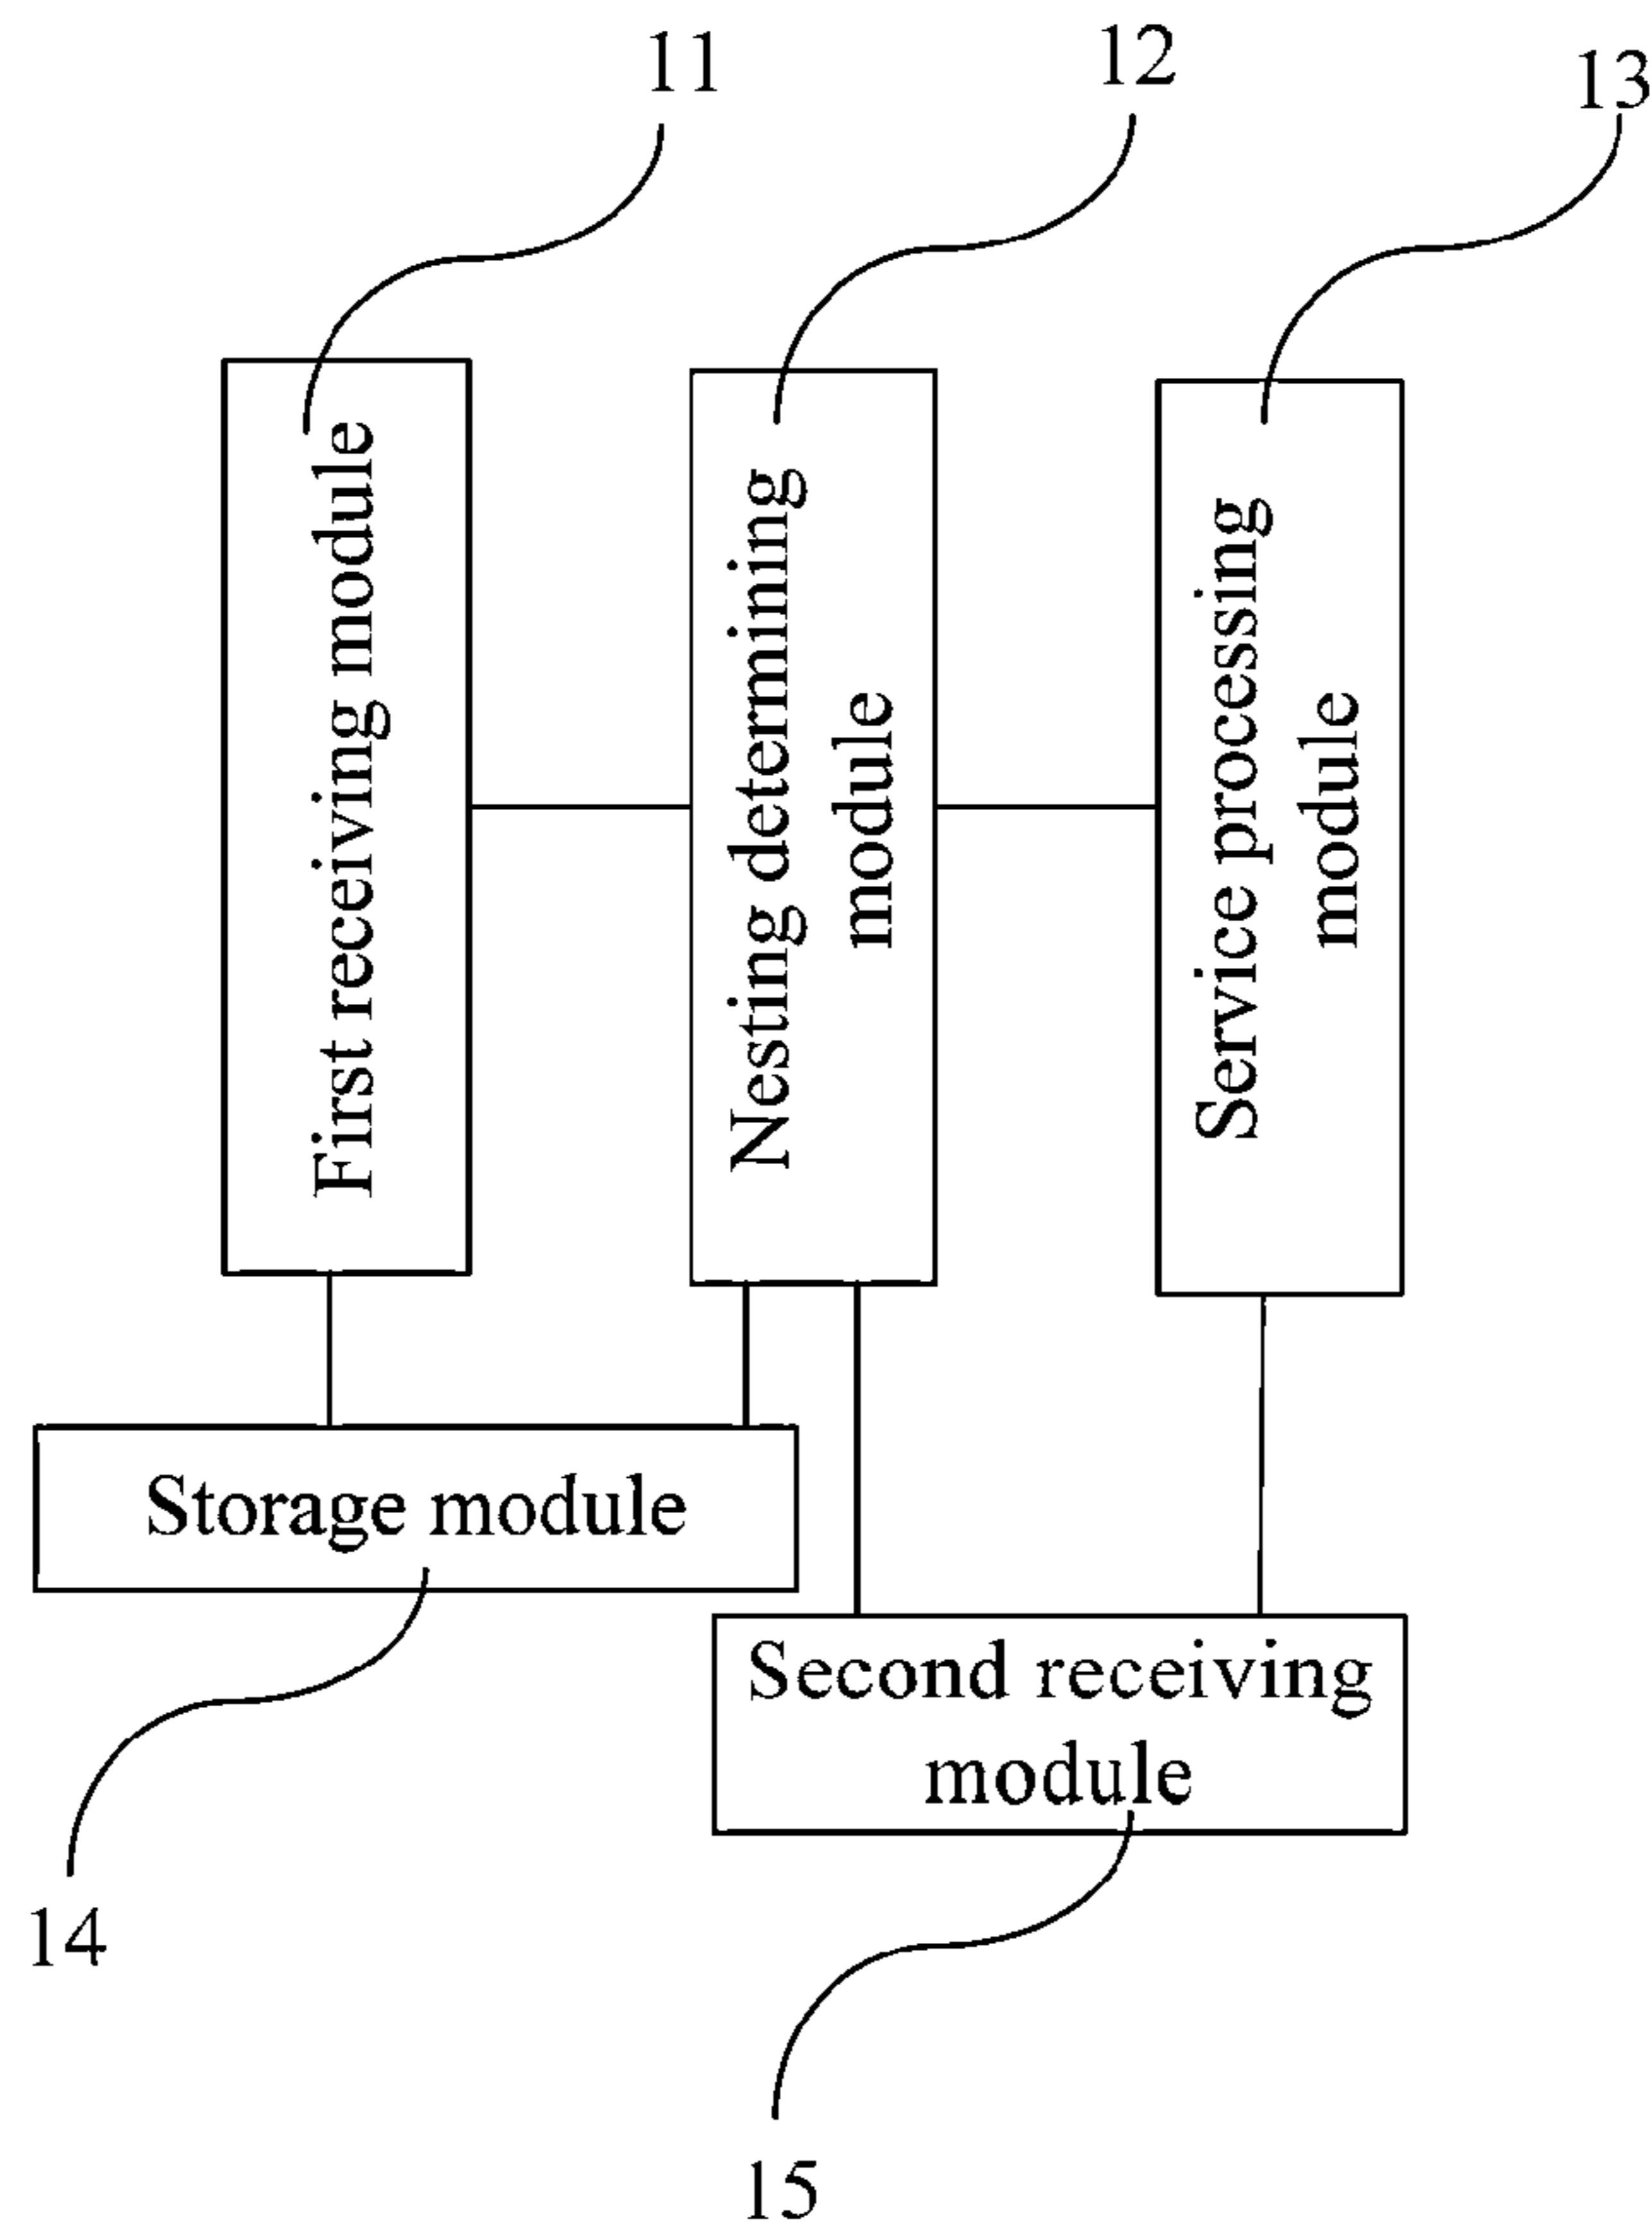 11
12
13
First receiving module
Nesting determining
module
Service processing
module
Storage module
Second receiving
module
14
15